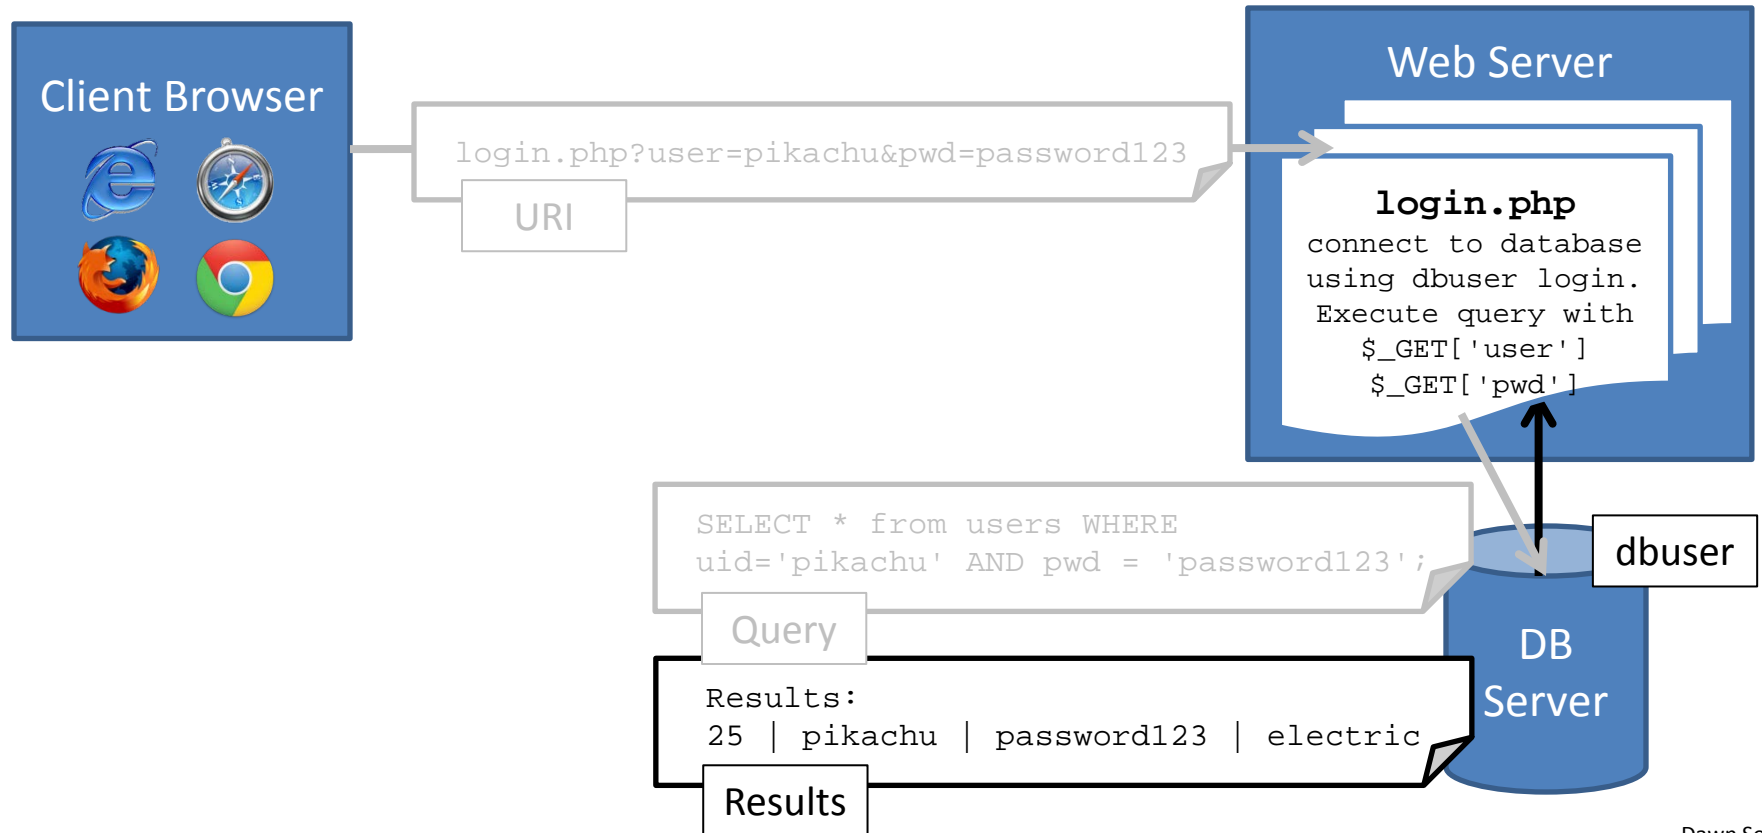 Client Browser
login.php?user=pikachu&pwd=password123
URI
Web Server
login.php
connect to database
using dbuser login.
Execute query with
$_GET['user']
$_GET['pwd']
SELECT * from users WHERE
uid='pikachu' AND pwd = 'password123';
Query
dbuser
DB
Server
Results:
25 | pikachu | password123 | electric
Results
Dawn